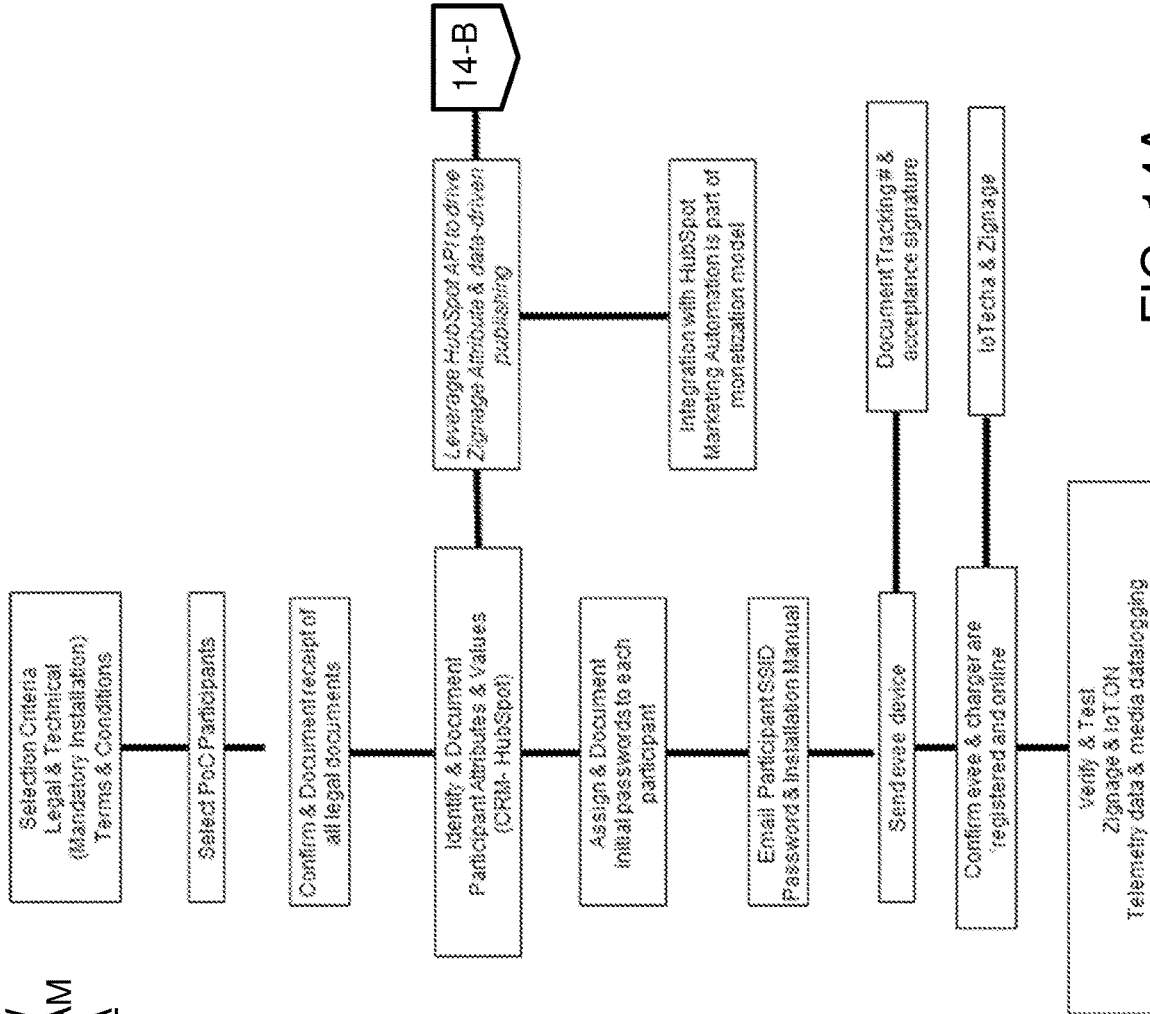 Selection Criteria
Legal & Technical
(Mandatory Installation)
Terms & Conditions
Select PoC Participants
Confirm & Document receipt of
all legal documents
Identity & Document
Participant Attributes & Values
(CRM- HubSpot)
Leverage HubSpot API to drive
Zignage Attribute & data-driven
publishing
14-B
Integration with HubSpot
Marketing Automation is part of
monetization model
Assign & Document
initial passwords to each
participant
Email Participant SSID
Password & Installation Manual
Send evee device
Document Tracking # &
acceptance signature
Confirm evee & charger are
registered and online
IoTecha & Zignage
Verify & Test
Zignage & IoT ON
Telemetry data & media datalogging